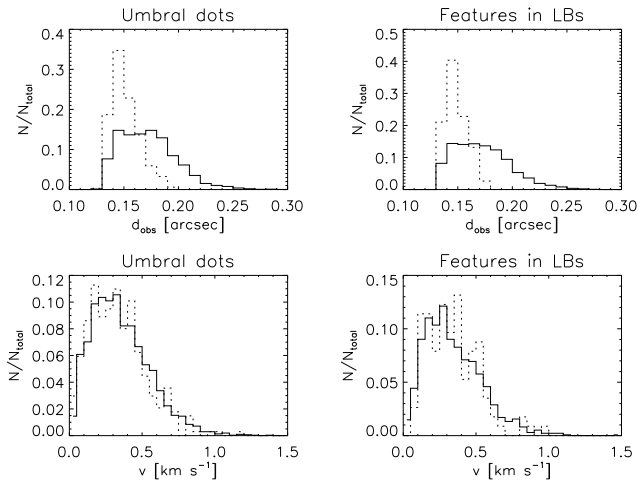 Umbral dots
Features in LBs
0.4
0.3
0.2
0.1
0.0
N/Ntotal
0.10 0.15 0.20 0.25 0.30
dobs [arcsec]
0.5
0.4
0.3
0.2
0.1
0.0
N/Ntotal
0.10 0.15 0.20 0.25 0.30
dobs [arcsec]
Umbral dots
Features in LBs
0.12
0.10
0.08
0.06
0.04
0.02
0.00
N/Ntotal
0.0 0.5 1.0 1.5
v [km s⁻¹]
0.15
0.10
0.05
0.00
N/Ntotal
0.0 0.5 1.0 1.5
v [km s⁻¹]